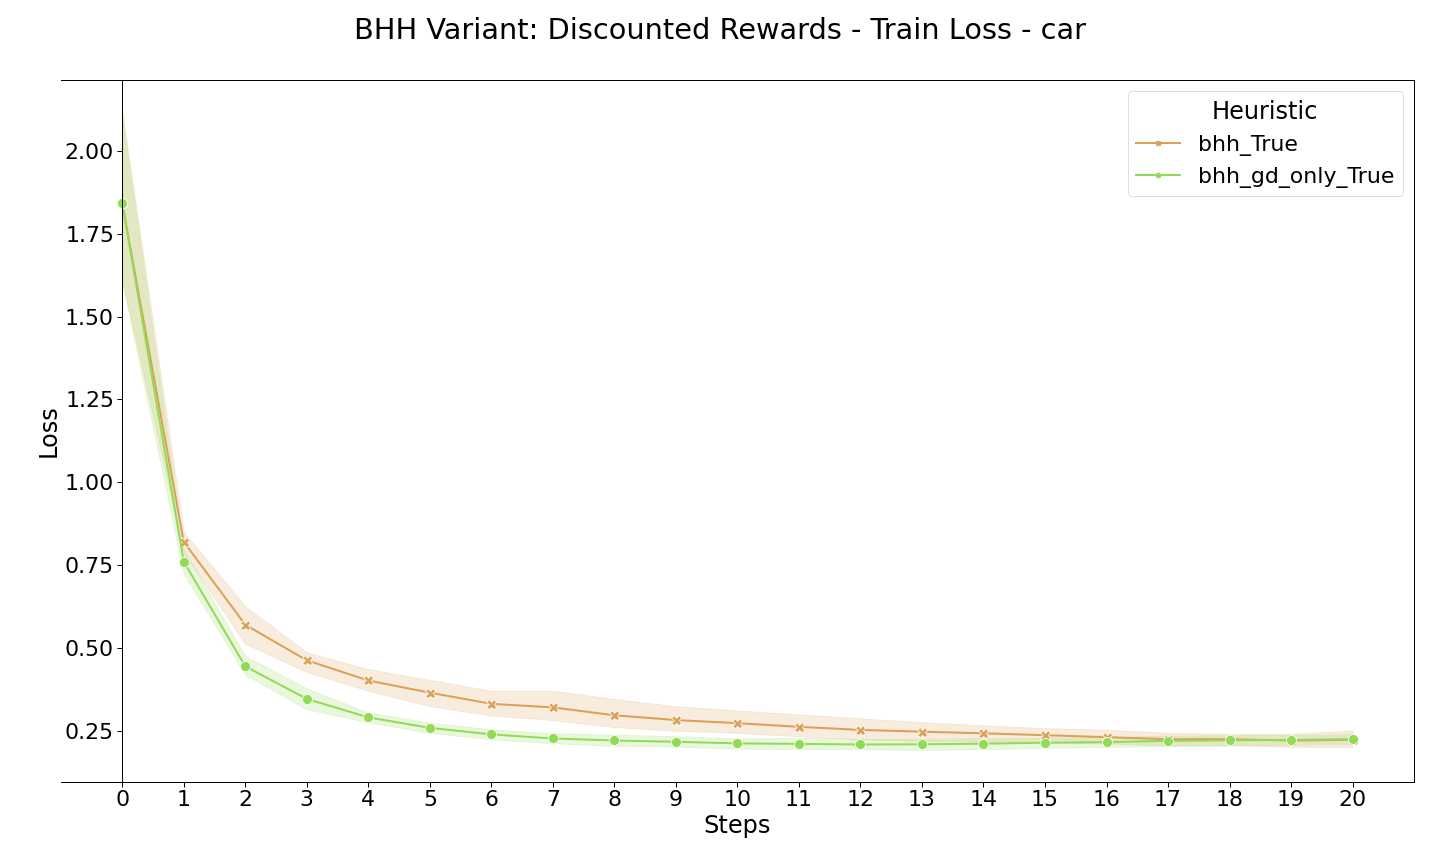 BHH Variant: Discounted Rewards - Train Loss - car
Heuristic
bhh_True
bhh_gd_only_True
2.00
1.75
1.50
1.25
1.00
0.75
0.50
0.25
Loss
0 1 2 3 4 5 6 7 8 9 10 11 12 13 14 15 16 17 18 19 20
Steps